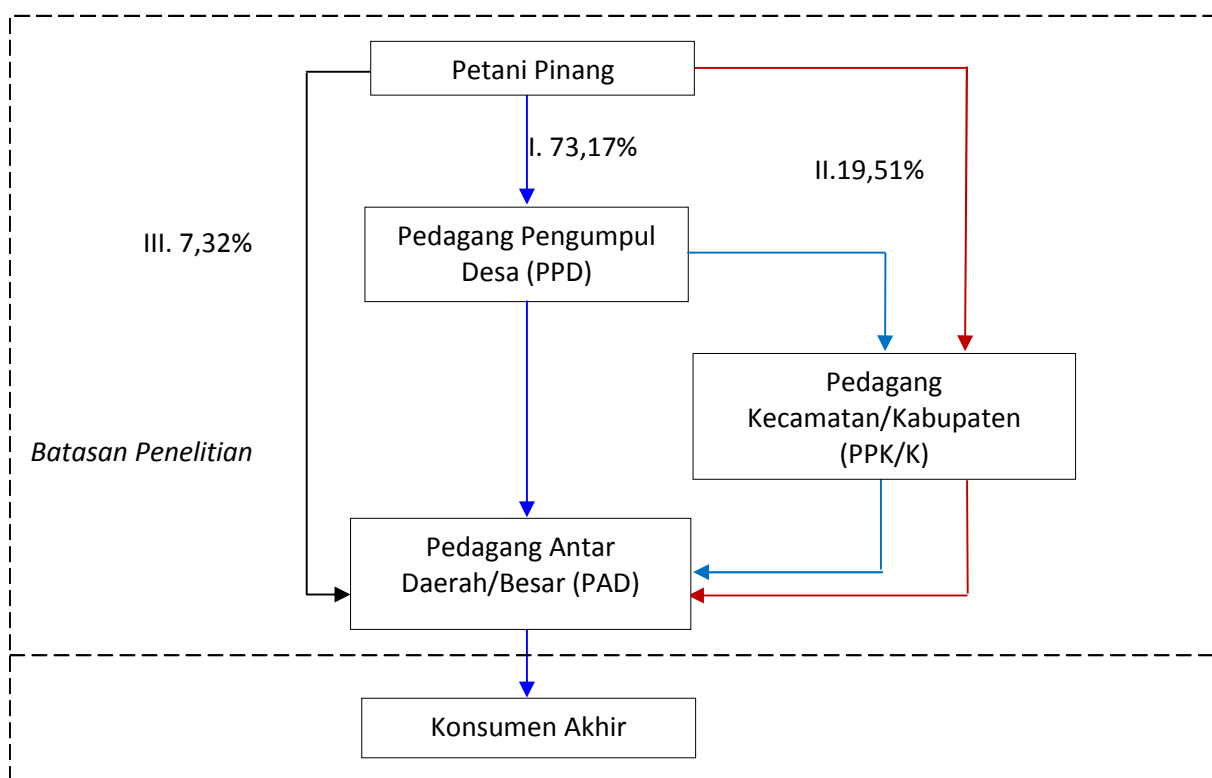 Petani Pinang
I. 73,17%
II.19,51%
III. 7,32%
Pedagang Pengumpul
Desa (PPD)
Pedagang
Kecamatan/Kabupaten
(PPK/K)
Batasan Penelitian
Pedagang Antar
Daerah/Besar (PAD)
Konsumen Akhir